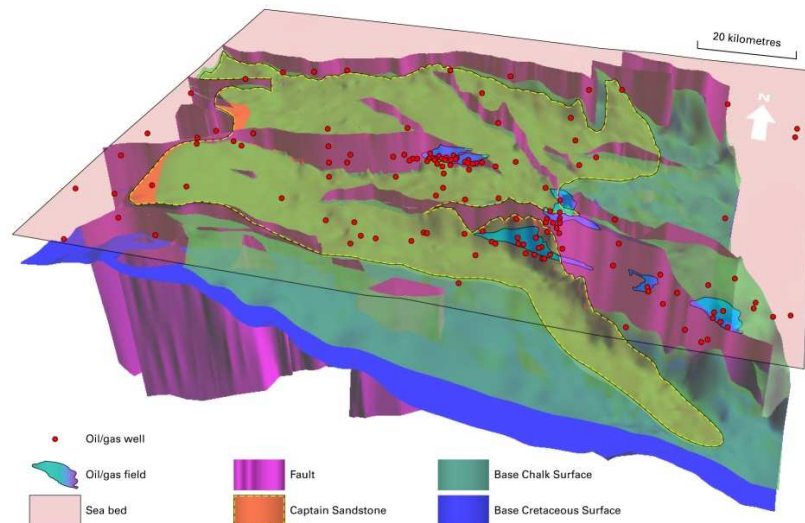 20 kilometres
N
Oil/gas well
Oil/gas field
Fault
Base Chalk Surface
Sea bed
Captain Sandstone
Base Cretaceous Surface